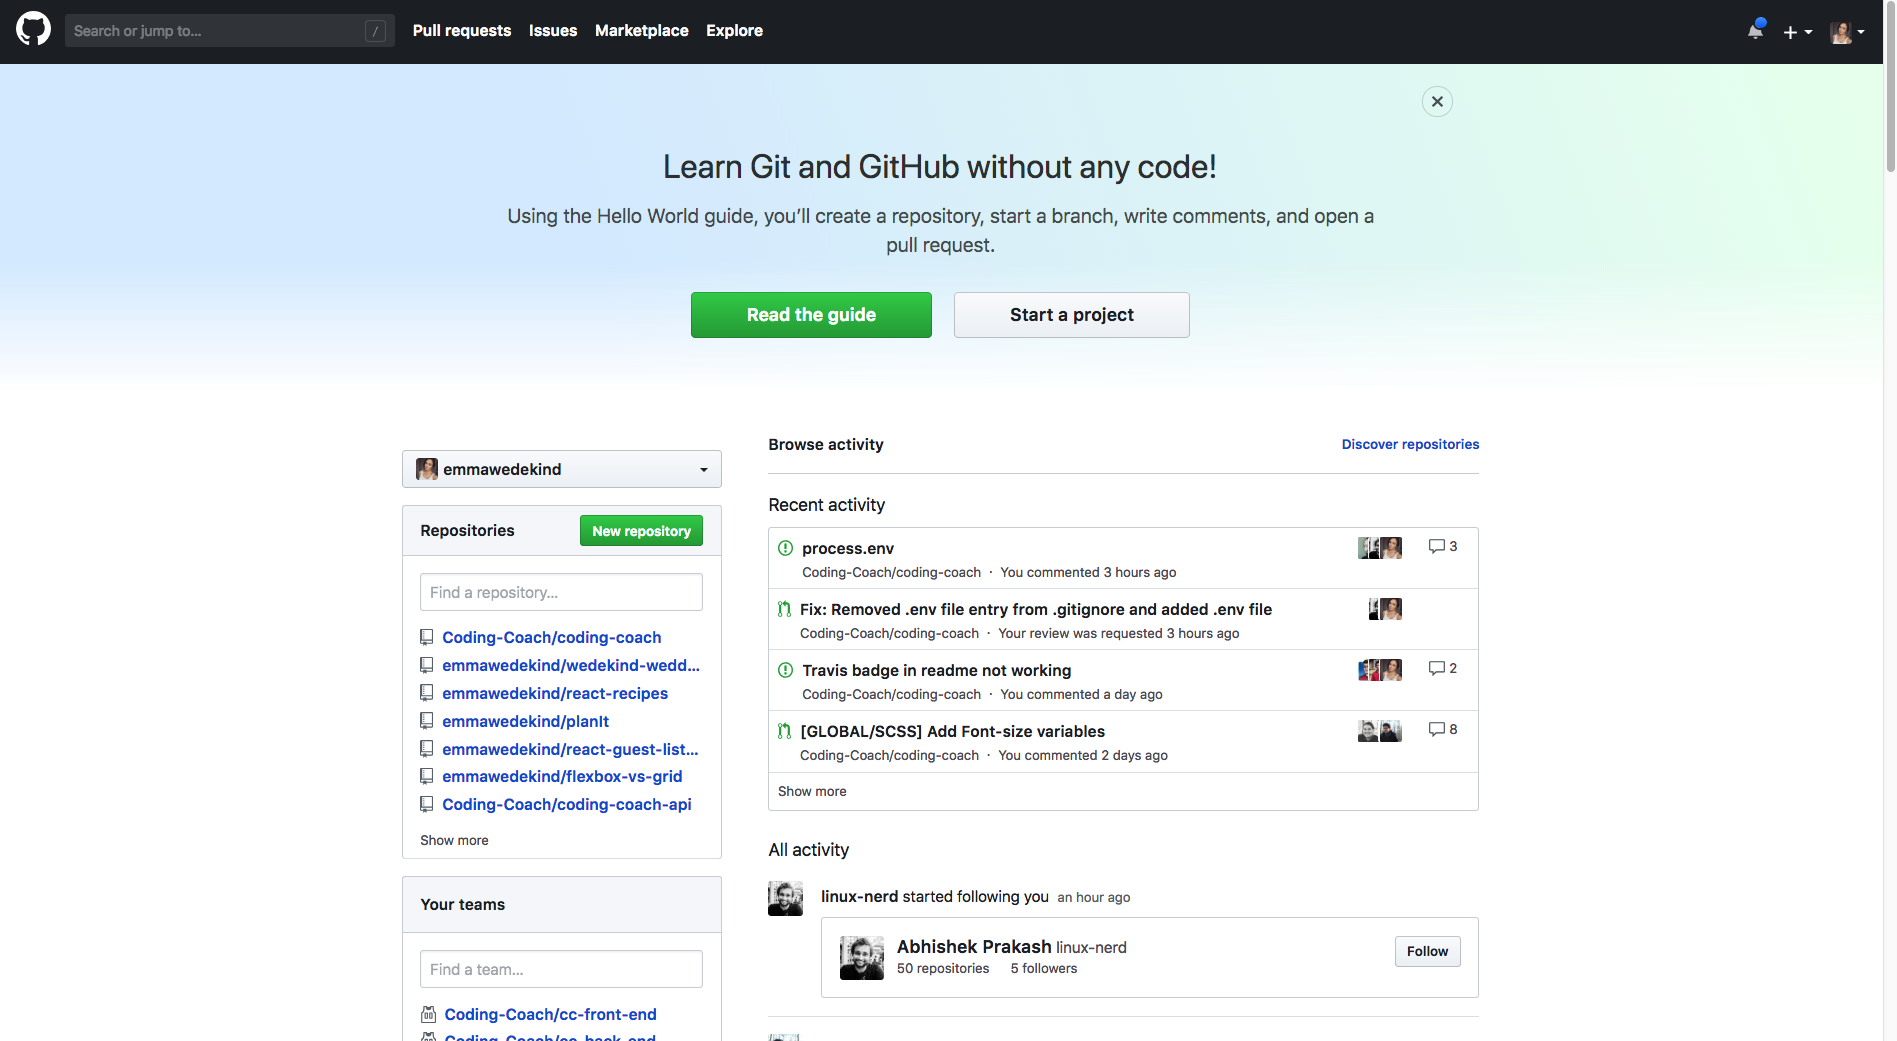 Search or jump to...
/
Pull requests
Issues
Marketplace
Explore
Learn Git and GitHub without any code!
Using the Hello World guide, you’ll create a repository, start a branch, write comments, and open a
pull request.
Read the guide
Start a project
emmawedekind
Repositories
New repository
Find a repository...
Coding-Coach/coding-coach
emmawedekind/wedekind-wedd...
emmawedekind/react-recipes
emmawedekind/planIt
emmawedekind/react-guest-list...
emmawedekind/flexbox-vs-grid
Coding-Coach/coding-coach-api
Show more
Your teams
Find a team...
Coding-Coach/cc-front-end
Coding-Coach/cc-back-end
Browse activity
Discover repositories
Recent activity
process.env
3
Coding-Coach/coding-coach · You commented 3 hours ago
Fix: Removed .env file entry from .gitignore and added .env file
Coding-Coach/coding-coach · Your review was requested 3 hours ago
Travis badge in readme not working
2
Coding-Coach/coding-coach · You commented a day ago
[GLOBAL/SCSS] Add Font-size variables
8
Coding-Coach/coding-coach · You commented 2 days ago
Show more
All activity
linux-nerd started following you an hour ago
Abhishek Prakash linux-nerd
50 repositories 5 followers
Follow